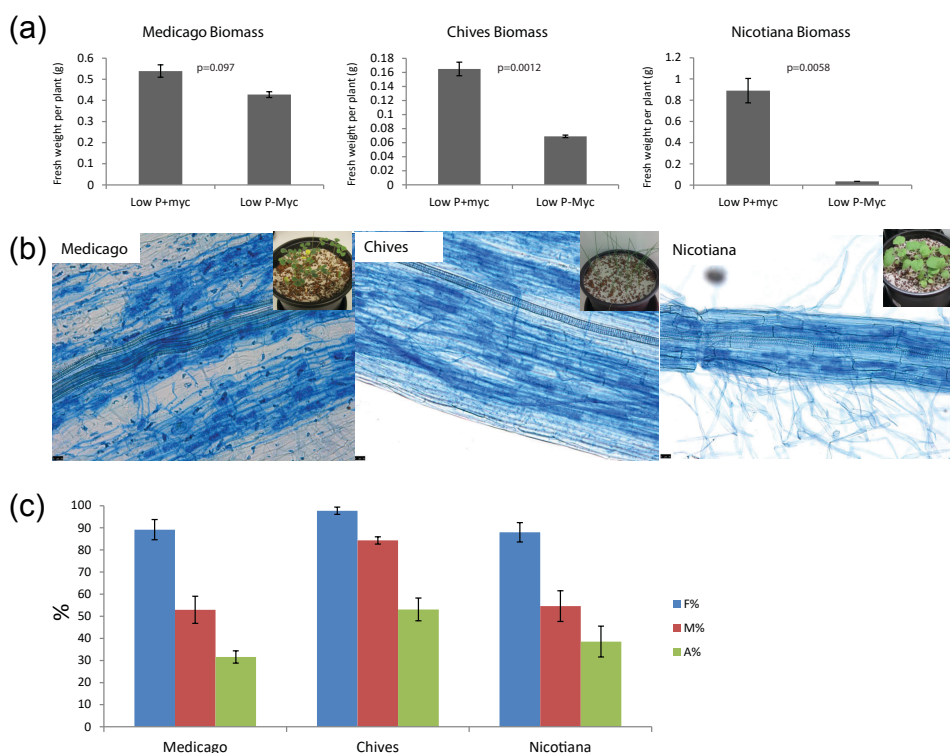 (a)
Medicago Biomass
Fresh weight per plant (g)
0.6
0.5
0.4
0.3
0.2
0.1
0
p=0.097
Low P+myc
Low P-Myc
Chives Biomass
Fresh weight per plant (g)
0.18
0.16
0.14
0.12
0.1
0.08
0.06
0.04
0.02
0
p=0.0012
Low P+myc
Low P-Myc
Nicotiana Biomass
Fresh weight per plant (g)
1.2
1
0.8
0.6
0.4
0.2
0
p=0.0058
Low P+myc
Low P-Myc
(b)
Medicago
Chives
Nicotiana
(c)
%
100
90
80
70
60
50
40
30
20
10
0
Medicago
Chives
Nicotiana
F%
M%
A%